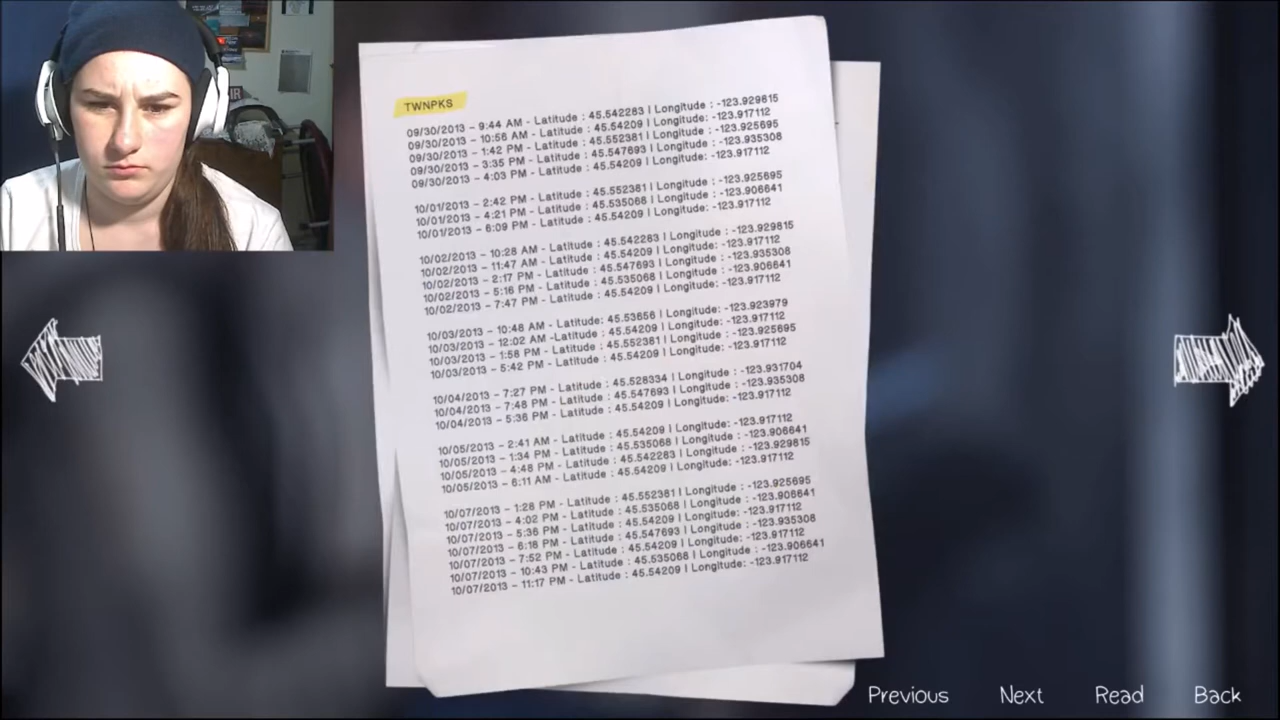 TWNPKS
09/30/2013 - 9:44 AM - Latitude : 45.542283 | Longitude : -123.929815
09/30/2013 - 10:56 AM - Latitude : 45.54209 | Longitude: -123.917112
09/30/2013 - 1:42 PM - Latitude : 45.552381 | Longitude : -123.925695
09/30/2013 - 3:35 PM - Latitude : 45.547693 | Longitude : -123.935308
09/30/2013 - 4:03 PM - Latitude : 45.54209 | Longitude: -123.917112
10/01/2013 - 2:42 PM - Latitude : 45.552381 | Longitude : -123.925695
10/01/2013 - 4:21 PM - Latitude : 45.535068 | Longitude : -123.906641
10/01/2013 - 6:09 PM - Latitude : 45.54209 | Longitude: -123.917112
10/02/2013 - 10:28 AM - Latitude : 45.542283 | Longitude : -123.929815
10/02/2013 - 11:47 AM - Latitude : 45.54209 | Longitude: -123.917112
10/02/2013 - 2:17 PM - Latitude : 45.547693 | Longitude : -123.935308
10/02/2013 - 5:16 PM - Latitude : 45.535068 | Longitude : -123.906641
10/02/2013 - 7:47 PM - Latitude : 45.54209 | Longitude: -123.917112
10/03/2013 - 10:48 AM - Latitude: 45.53656 | Longitude: -123.923979
10/03/2013 - 12:02 AM -Latitude : 45.54209 | Longitude: -123.917112
10/03/2013 - 1:58 PM - Latitude : 45.552381 | Longitude : -123.925695
10/03/2013 - 5:42 PM - Latitude : 45.54209 | Longitude: -123.917112
10/04/2013 - 7:27 PM - Latitude : 45.528334 | Longitude : -123.931704
10/04/2013 - 7:48 PM - Latitude : 45.547693 | Longitude : -123.935308
10/04/2013 - 5:36 PM - Latitude : 45.54209 | Longitude: -123.917112
10/05/2013 - 2:41 AM - Latitude : 45.54209 | Longitude: -123.917112
10/05/2013 - 1:34 PM - Latitude : 45.535068 | Longitude : -123.906641
10/05/2013 - 4:48 PM - Latitude : 45.542283 | Longitude : -123.929815
10/05/2013 - 6:11 AM - Latitude : 45.54209 | Longitude: -123.917112
10/07/2013 - 1:28 PM - Latitude : 45.552381 | Longitude : -123.925695
10/07/2013 - 4:02 PM - Latitude : 45.535068 | Longitude : -123.906641
10/07/2013 - 5:36 PM - Latitude : 45.54209 | Longitude: -123.917112
10/07/2013 - 6:18 PM - Latitude : 45.547693 | Longitude : -123.935308
10/07/2013 - 7:52 PM - Latitude : 45.54209 | Longitude: -123.917112
10/07/2013 - 10:43 PM - Latitude : 45.535068 | Longitude : -123.906641
10/07/2013 - 11:17 PM - Latitude : 45.54209 | Longitude: -123.917112
Previous Next Read Back